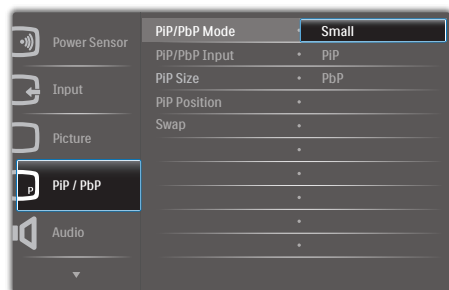 Power Sensor
Input
Picture
P
PiP / PbP
Audio
PiP/PbP Mode
PiP/PbP Input
PiP Size
PiP Position
Swap
Small
PiP
PbP